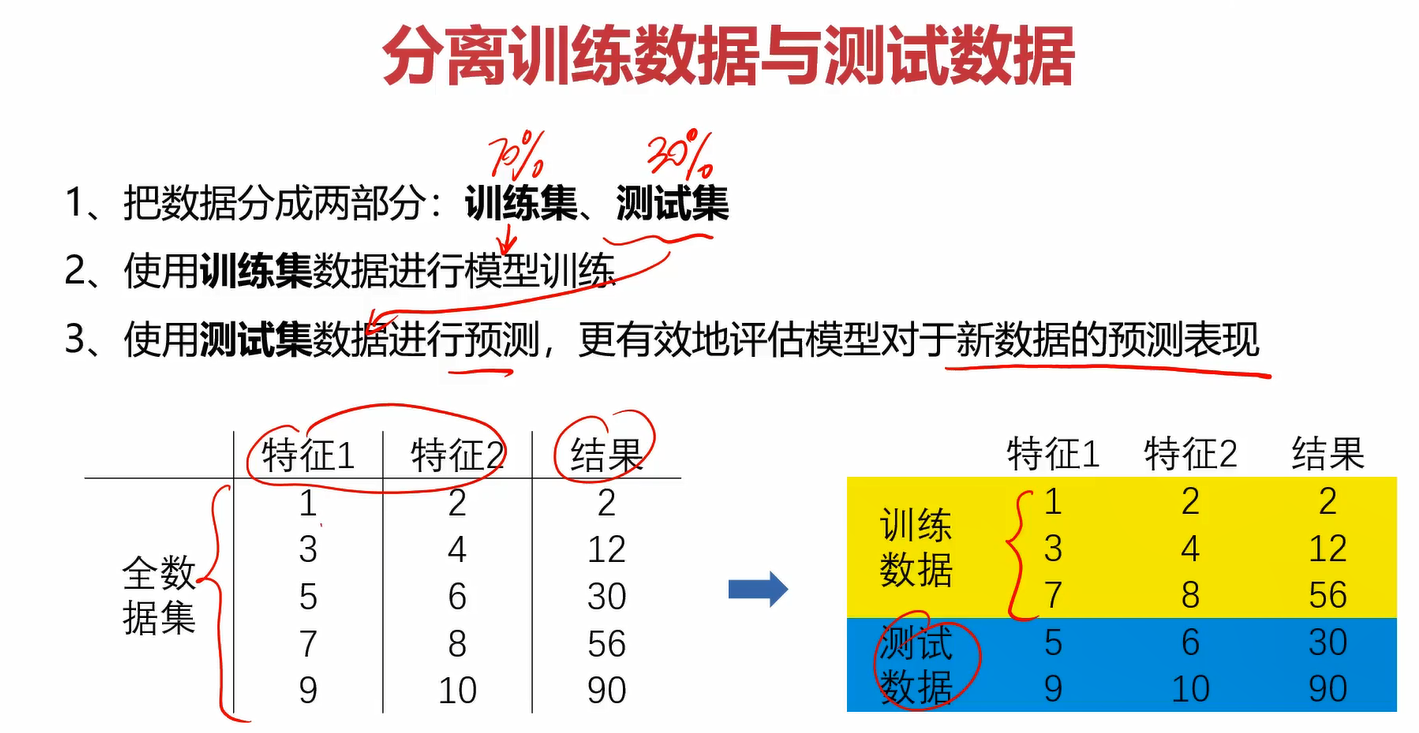 分离训练数据与测试数据
70% 30%
1、把数据分成两部分：训练集、测试集
2、使用训练集数据进行模型训练
3、使用测试集数据进行预测，更有效地评估模型对于新数据的预测表现
特征1 特征2 结果
全数
据集
1 2 2
3 4 12
5 6 30
7 8 56
9 10 90
特征1 特征2 结果
训练
数据
1 2 2
3 4 12
7 8 56
测试
数据
5 6 30
9 10 90